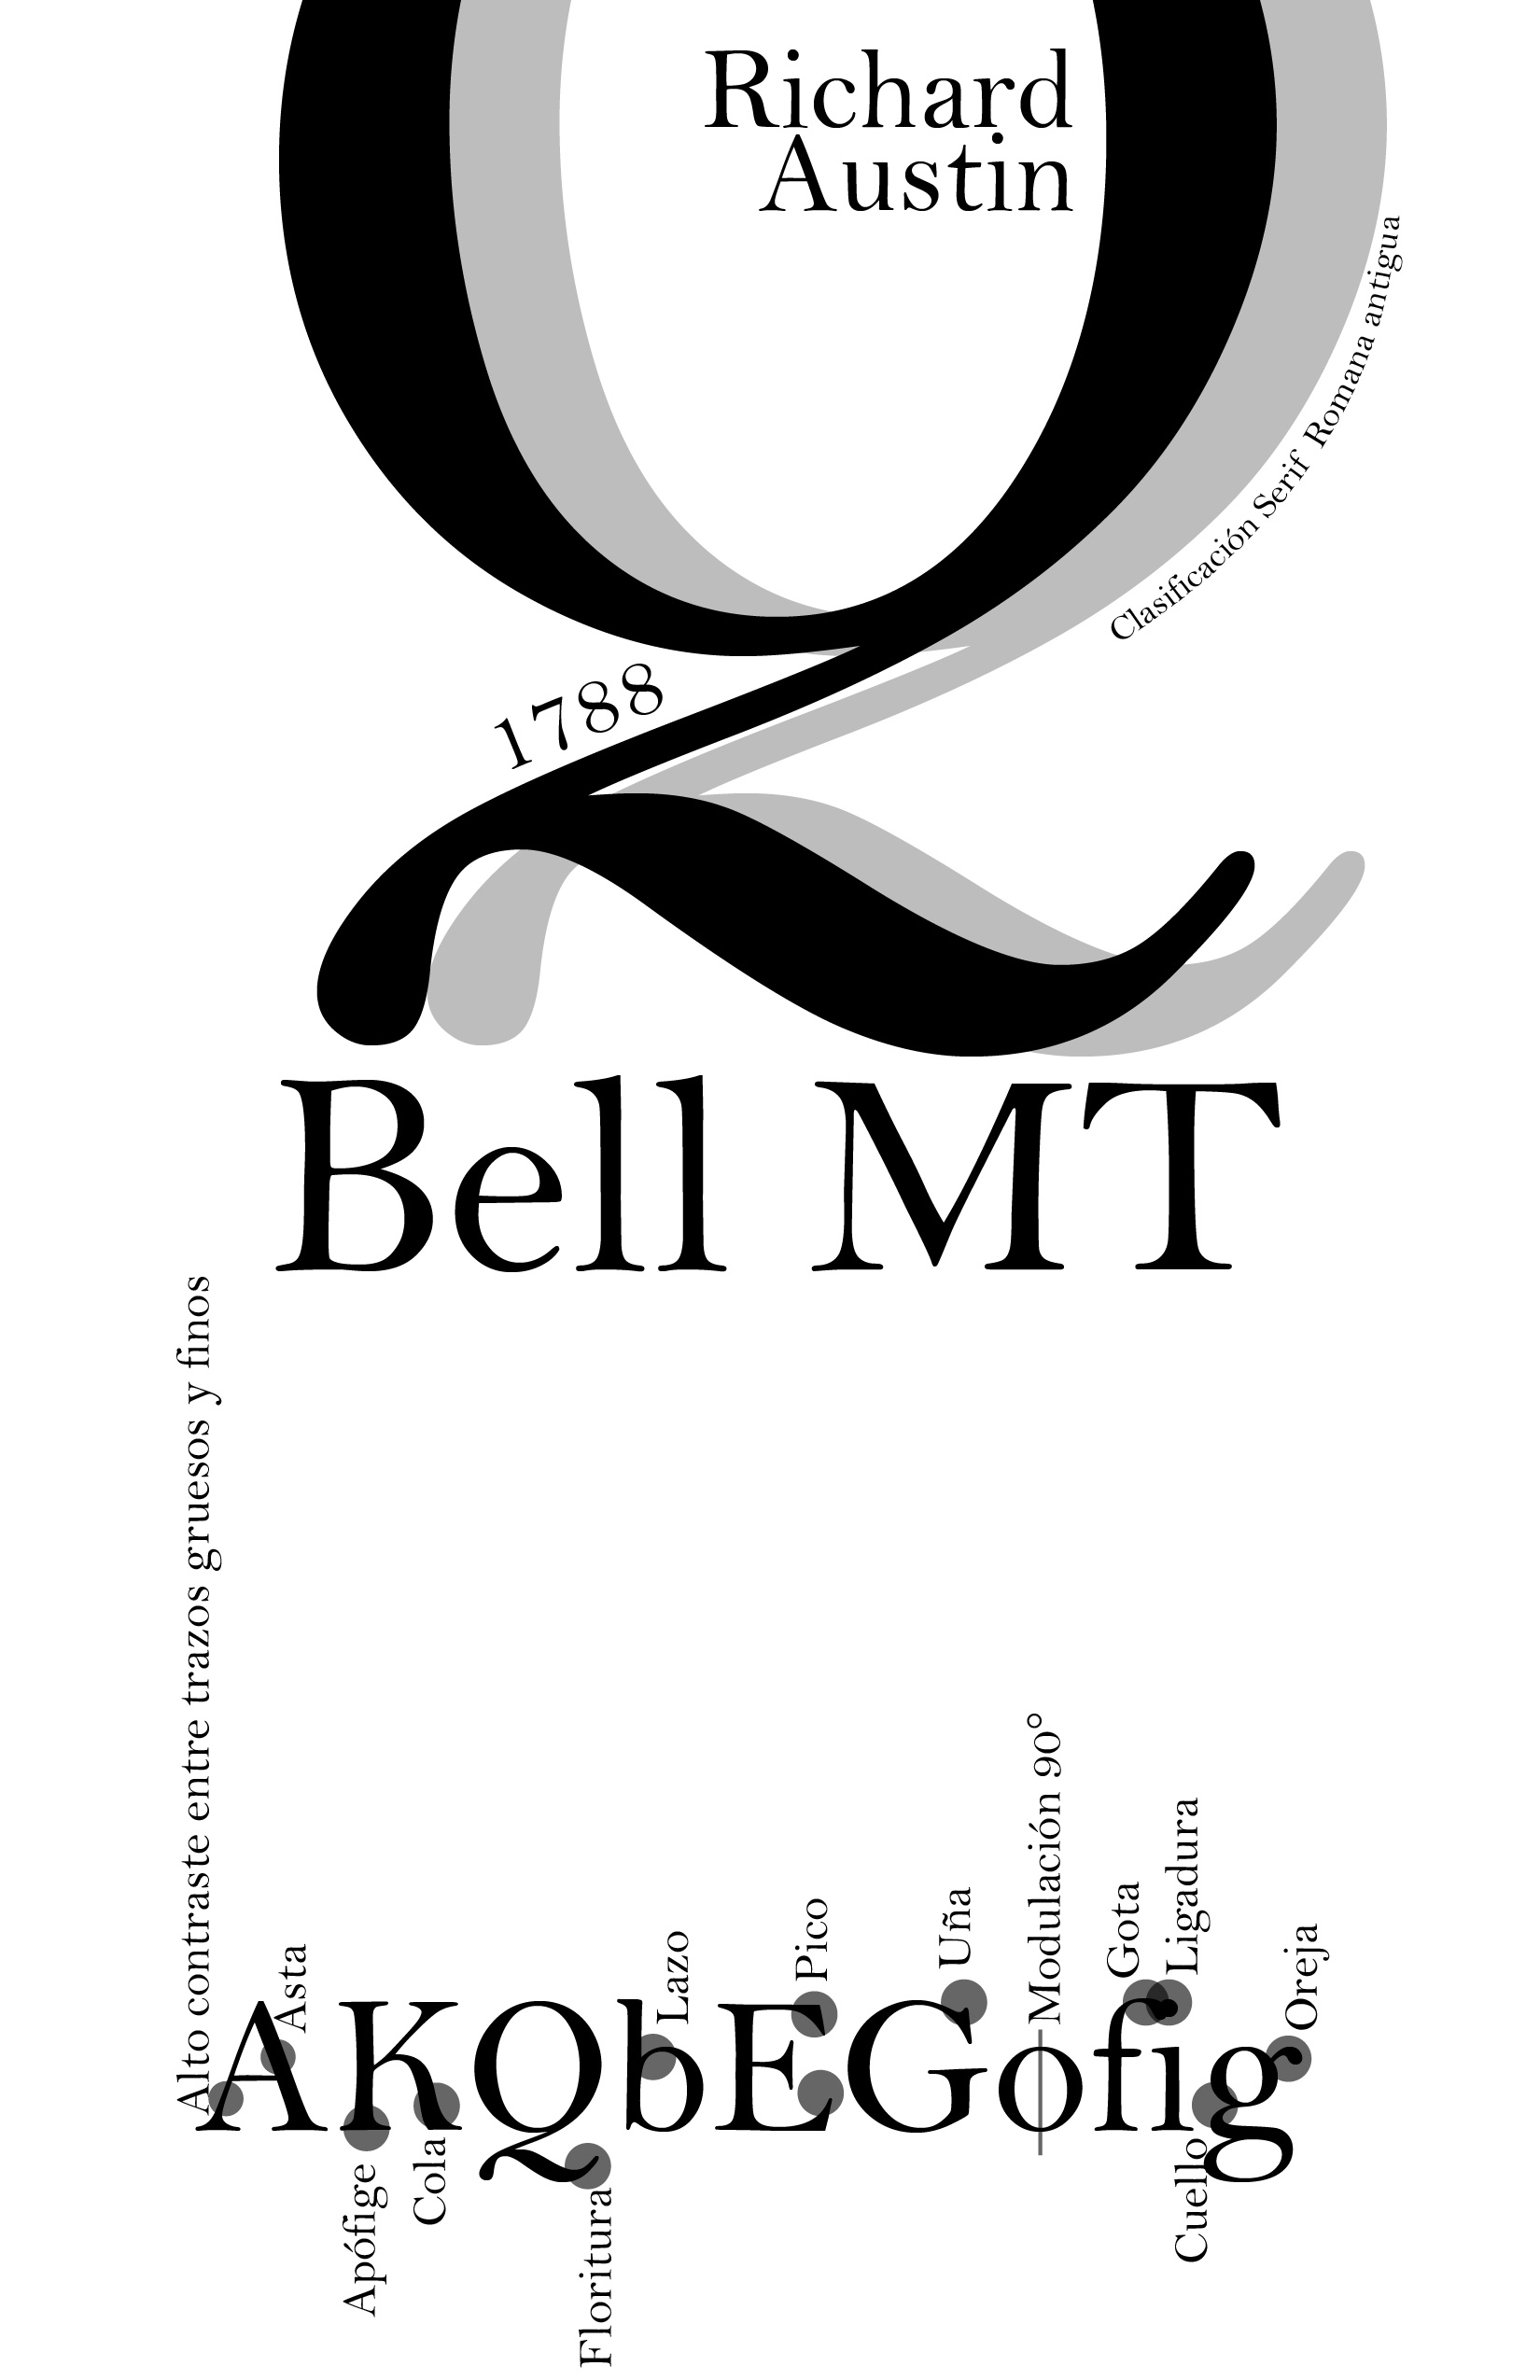 Richard
Austin
Clasificación Serif Romana antigua
1788
Q
Bell MT
Alto contraste entre trazos gruesos y finos
Asta
Lazo
Pico
Uña
Modulación 90°
Gota
Ligadura
Oreja
AKQbEGofig
Apófige
Cola
Floritura
Cuello